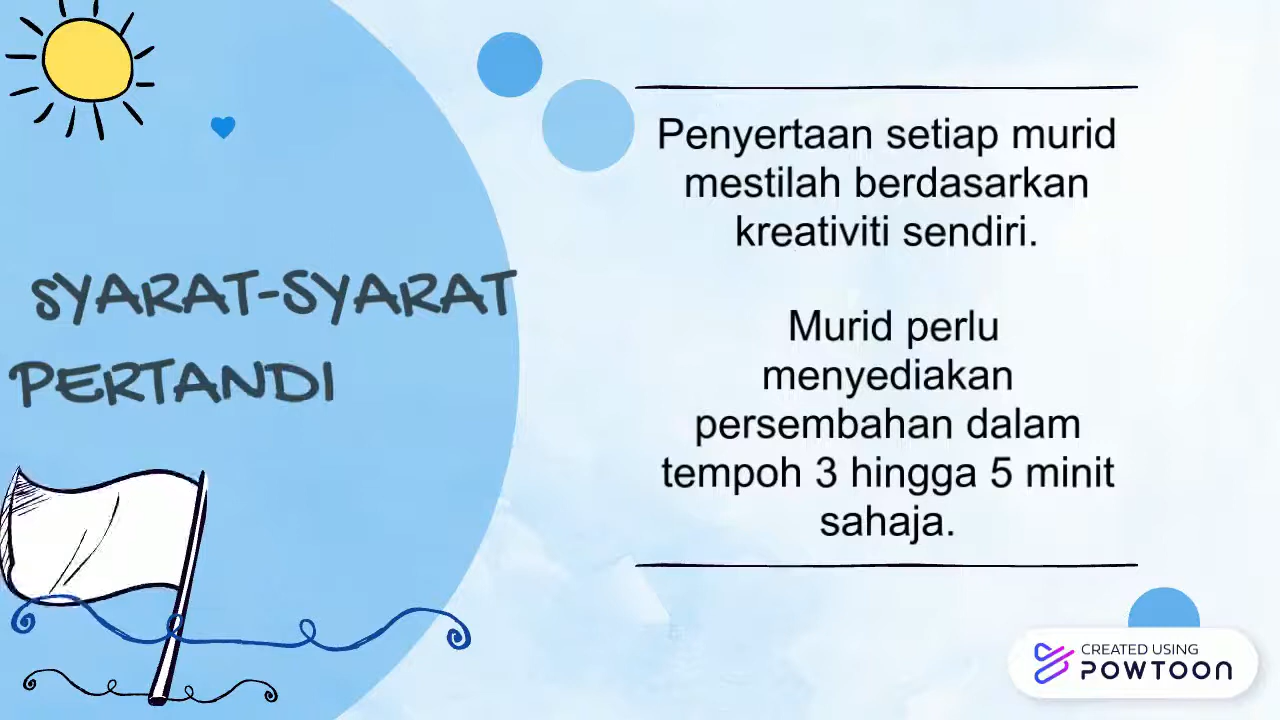 SYARAT-SYARAT
PERTANDI
Penyertaan setiap murid
mestilah berdasarkan
kreativiti sendiri.
Murid perlu
menyediakan
persembahan dalam
tempoh 3 hingga 5 minit
sahaja.
CREATED USING
POWTOON